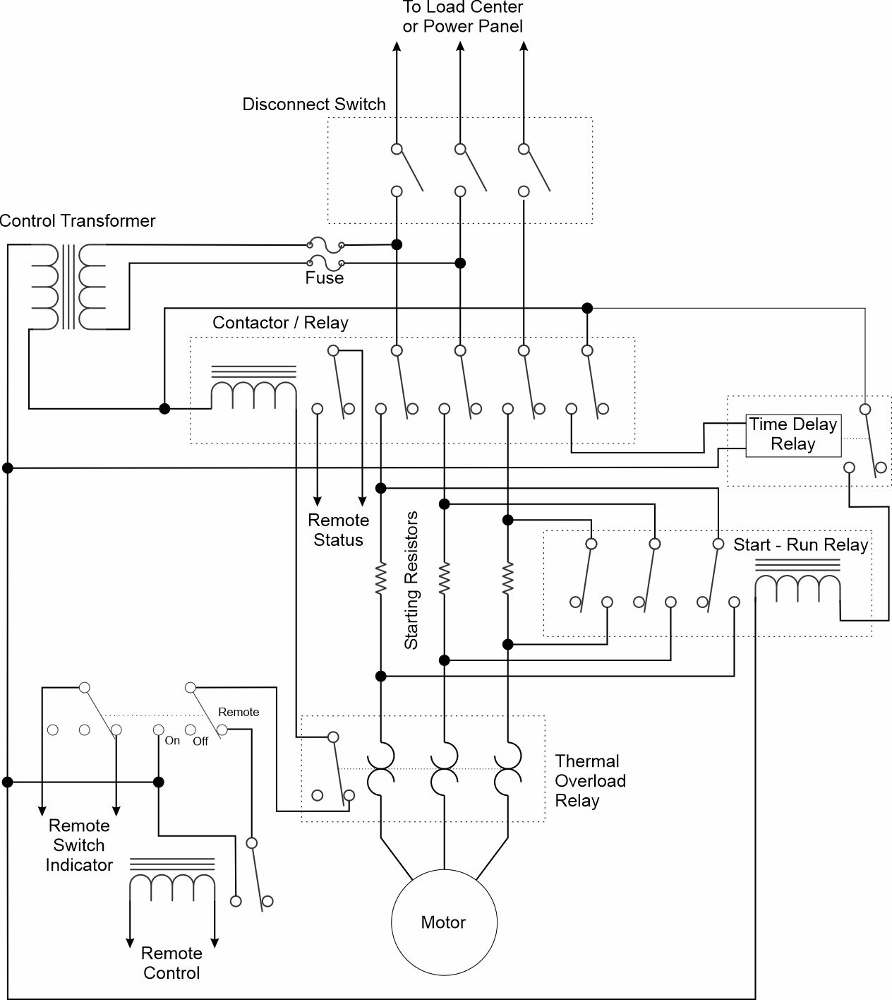 To Load Center
or Power Panel
Disconnect Switch
Control Transformer
Fuse
Contactor / Relay
Time Delay
Relay
Remote
Status
Starting Resistors
Start - Run Relay
Remote
On
Off
Thermal
Overload
Relay
Remote
Switch
Indicator
Motor
Remote
Control